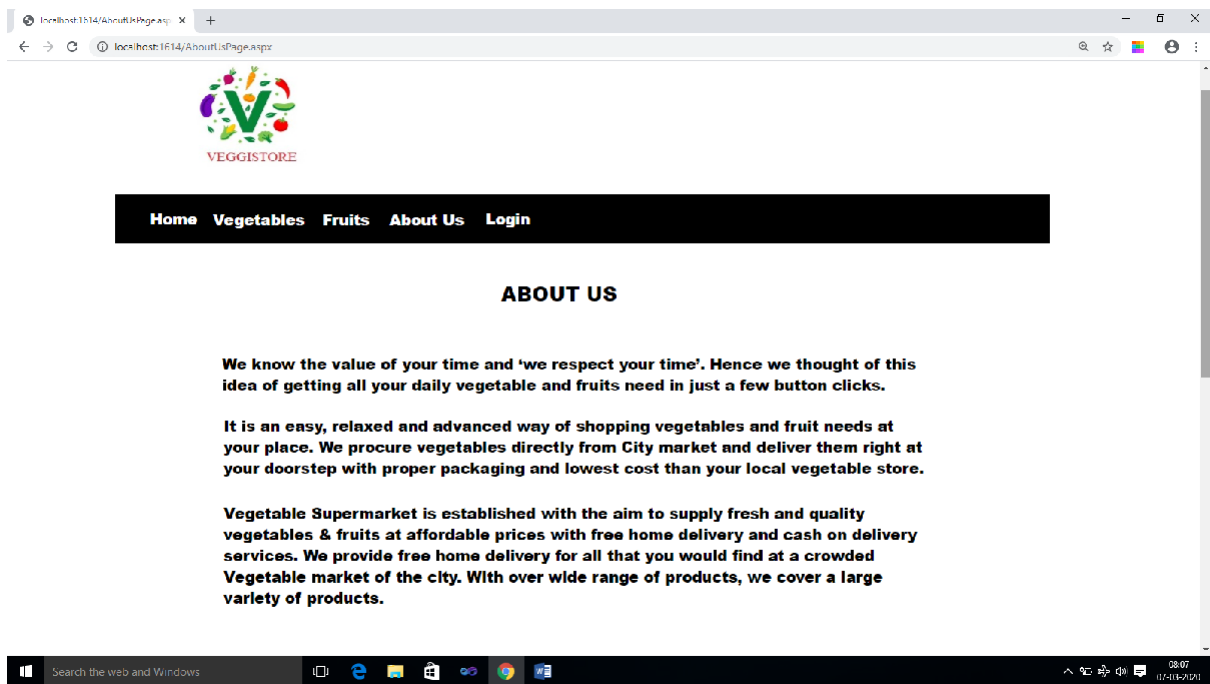 localhost:1614/AboutUsPage.asp
localhost:1614/AboutUsPage.aspx
V
VEGGISTORE
Home Vegetables Fruits About Us Login
ABOUT US
We know the value of your time and ‘we respect your time’. Hence we thought of this
idea of getting all your daily vegetable and fruits need in just a few button clicks.
It is an easy, relaxed and advanced way of shopping vegetables and fruit needs at
your place. We procure vegetables directly from City market and deliver them right at
your doorstep with proper packaging and lowest cost than your local vegetable store.
Vegetable Supermarket is established with the aim to supply fresh and quality
vegetables & fruits at affordable prices with free home delivery and cash on delivery
services. We provide free home delivery for all that you would find at a crowded
Vegetable market of the city. With over wide range of products, we cover a large
variety of products.
Search the web and Windows
08:07
07-03-2020